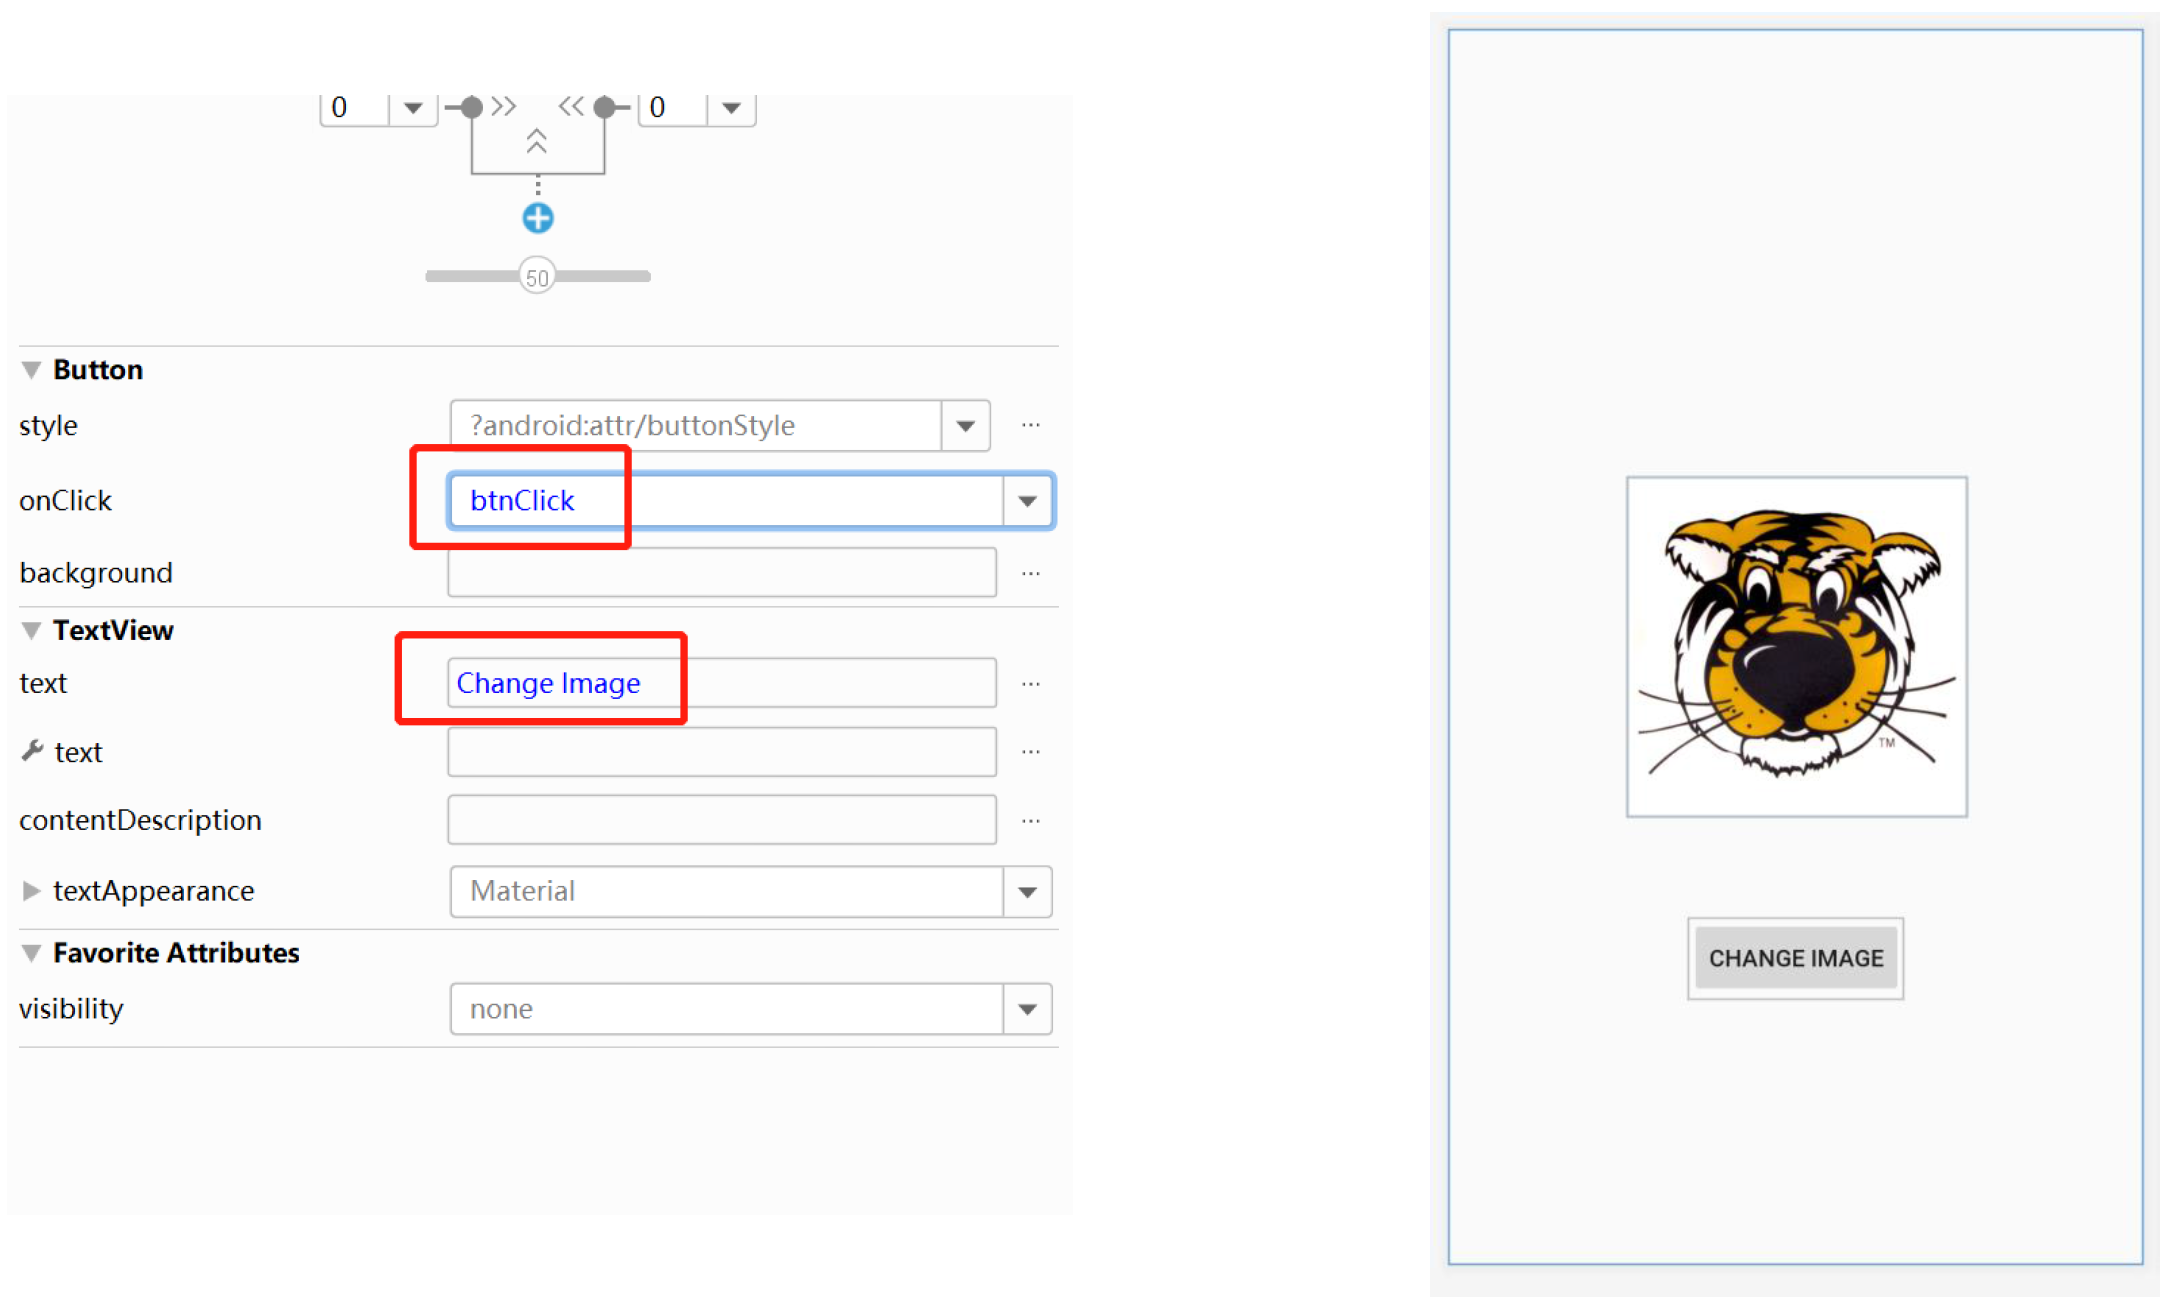 0
0
50
Button
style
?android:attr/buttonStyle
...
onClick
btnClick
background
...
TextView
text
Change Image
...
text
...
contentDescription
...
textAppearance
Material
Favorite Attributes
visibility
none
TM
CHANGE IMAGE